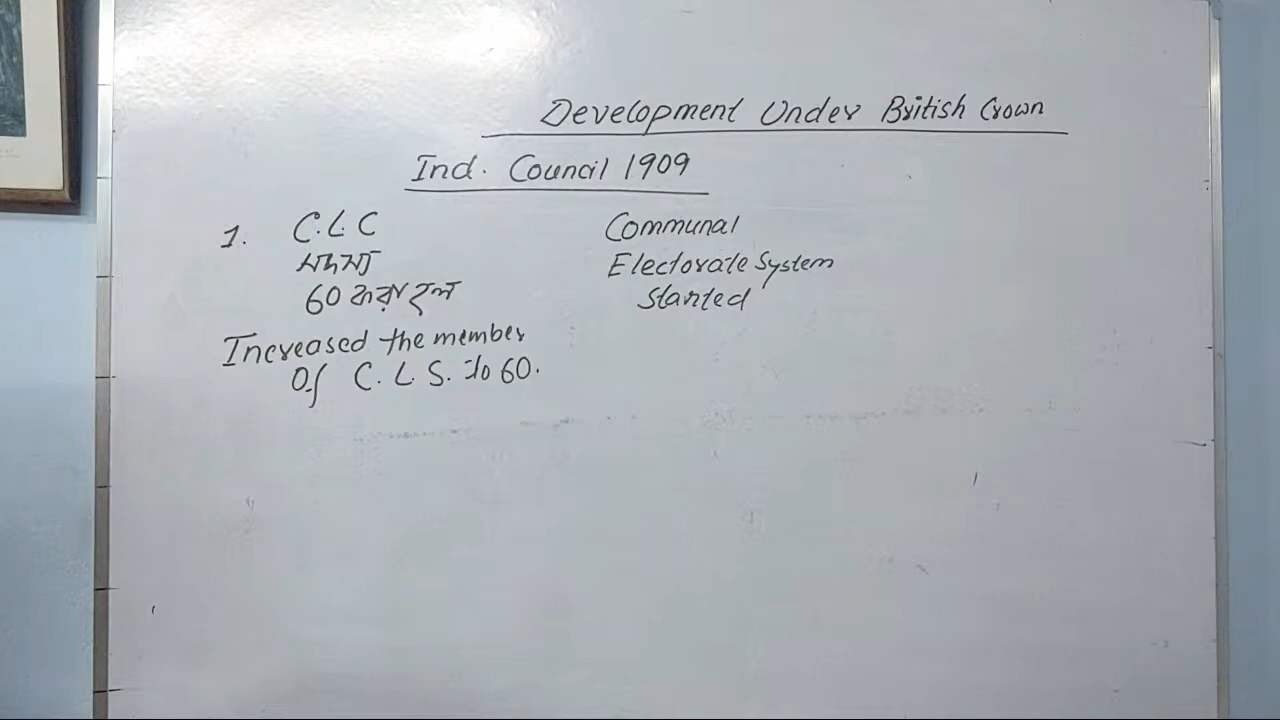 Development Under British Crown
Ind. Council 1909
1. C.L.C
সদস্য
60 করা হল
Increased the member
Of C.L.S. to 60.
Communal
Electorate System
Started